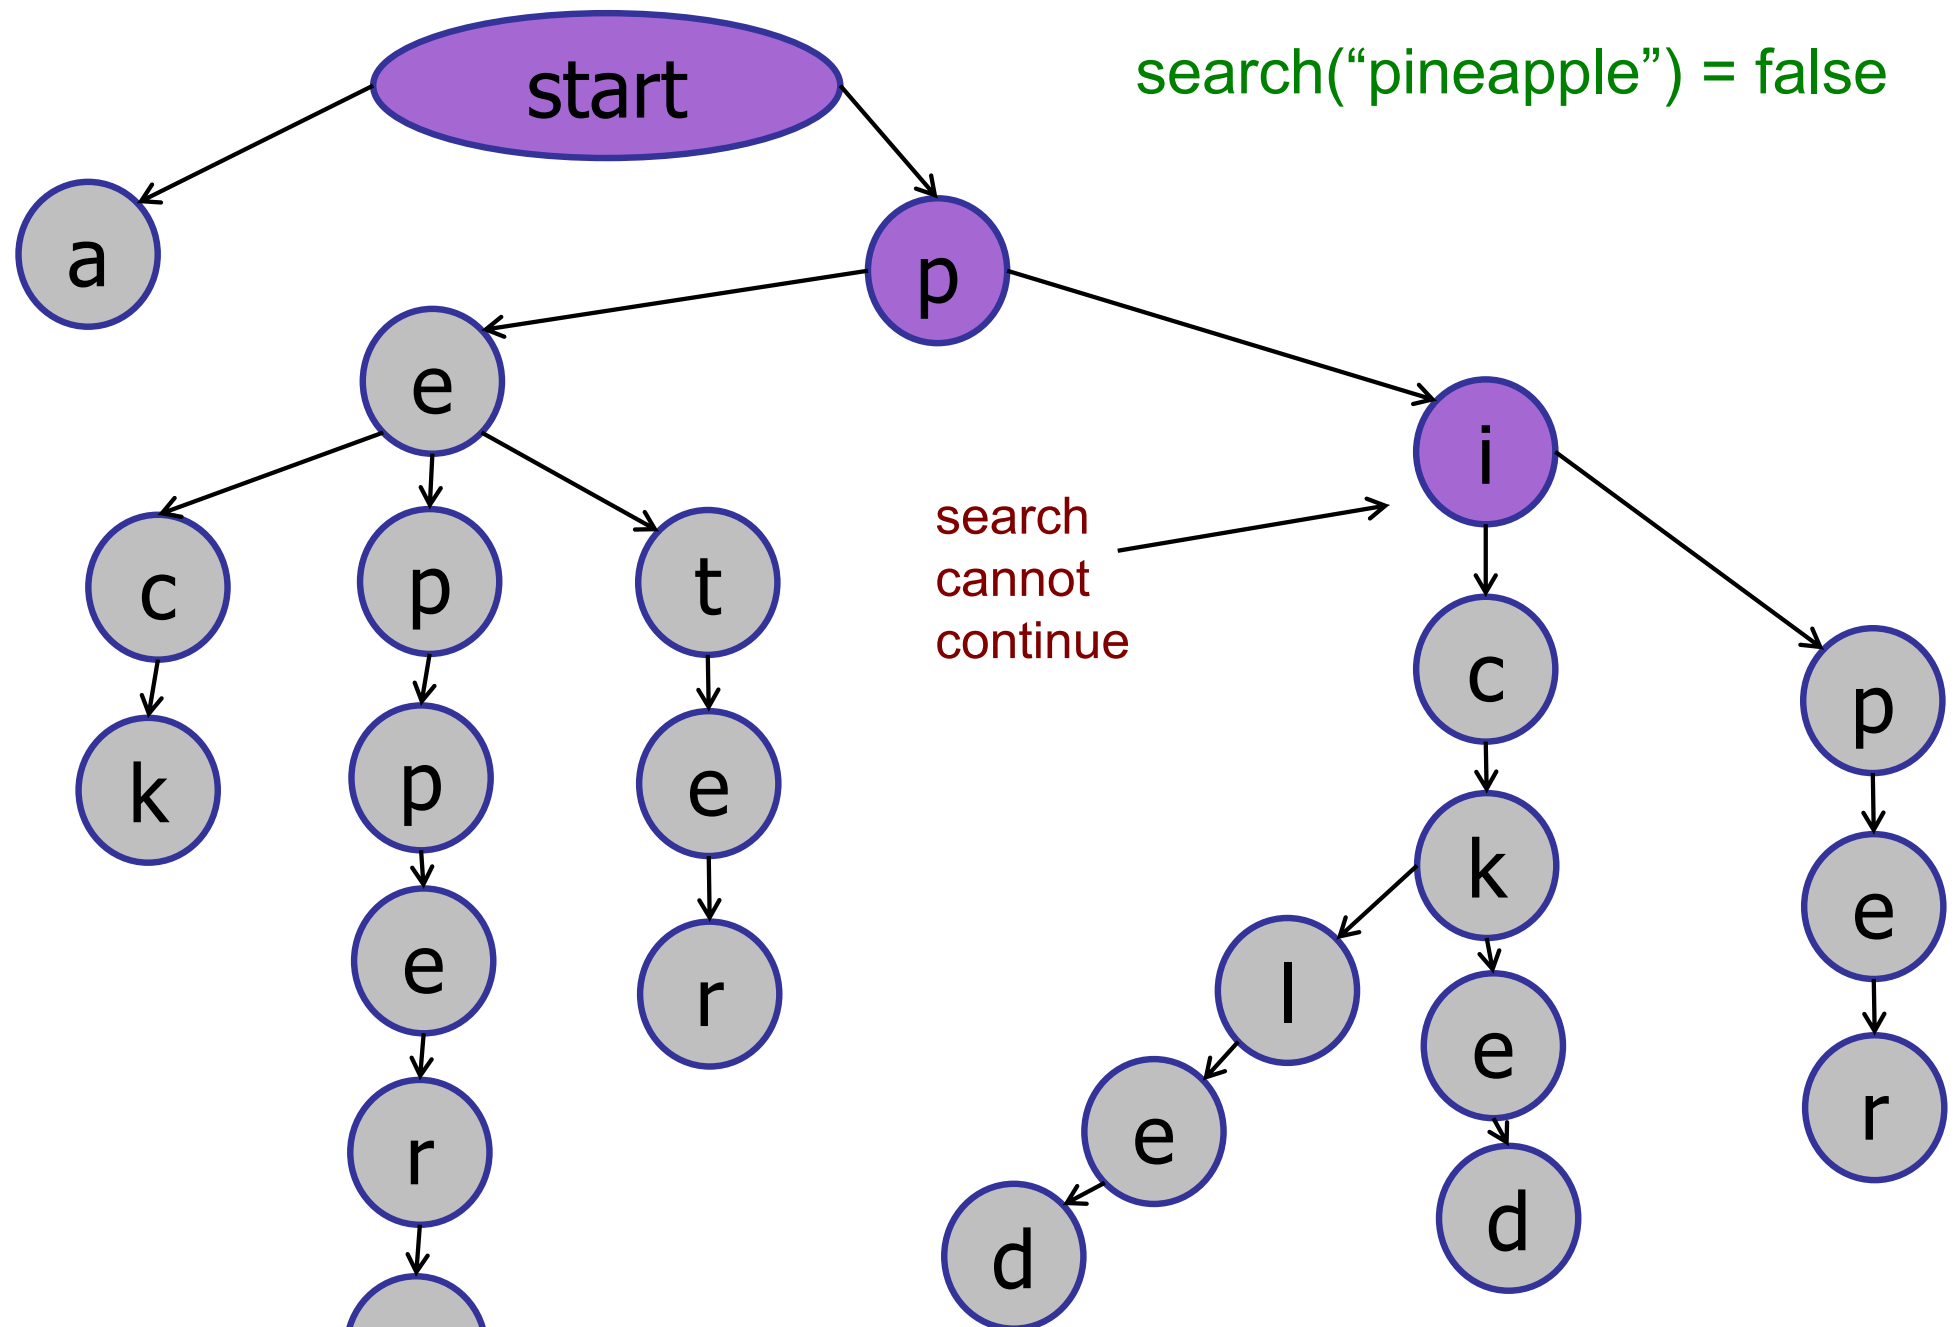 start
search(“pineapple”) = false
a
p
e
i
search
cannot
continue
c
p
t
c
p
k
p
e
k
e
e
l
r
e
r
e
r
d
d